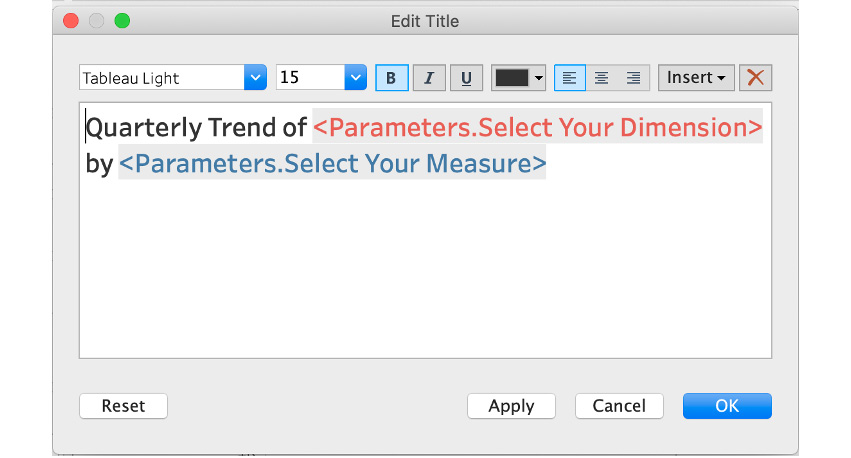 Edit Title
Tableau Light 15 B I U Insert
Quarterly Trend of <Parameters.Select Your Dimension>
by <Parameters.Select Your Measure>
Reset Apply Cancel OK